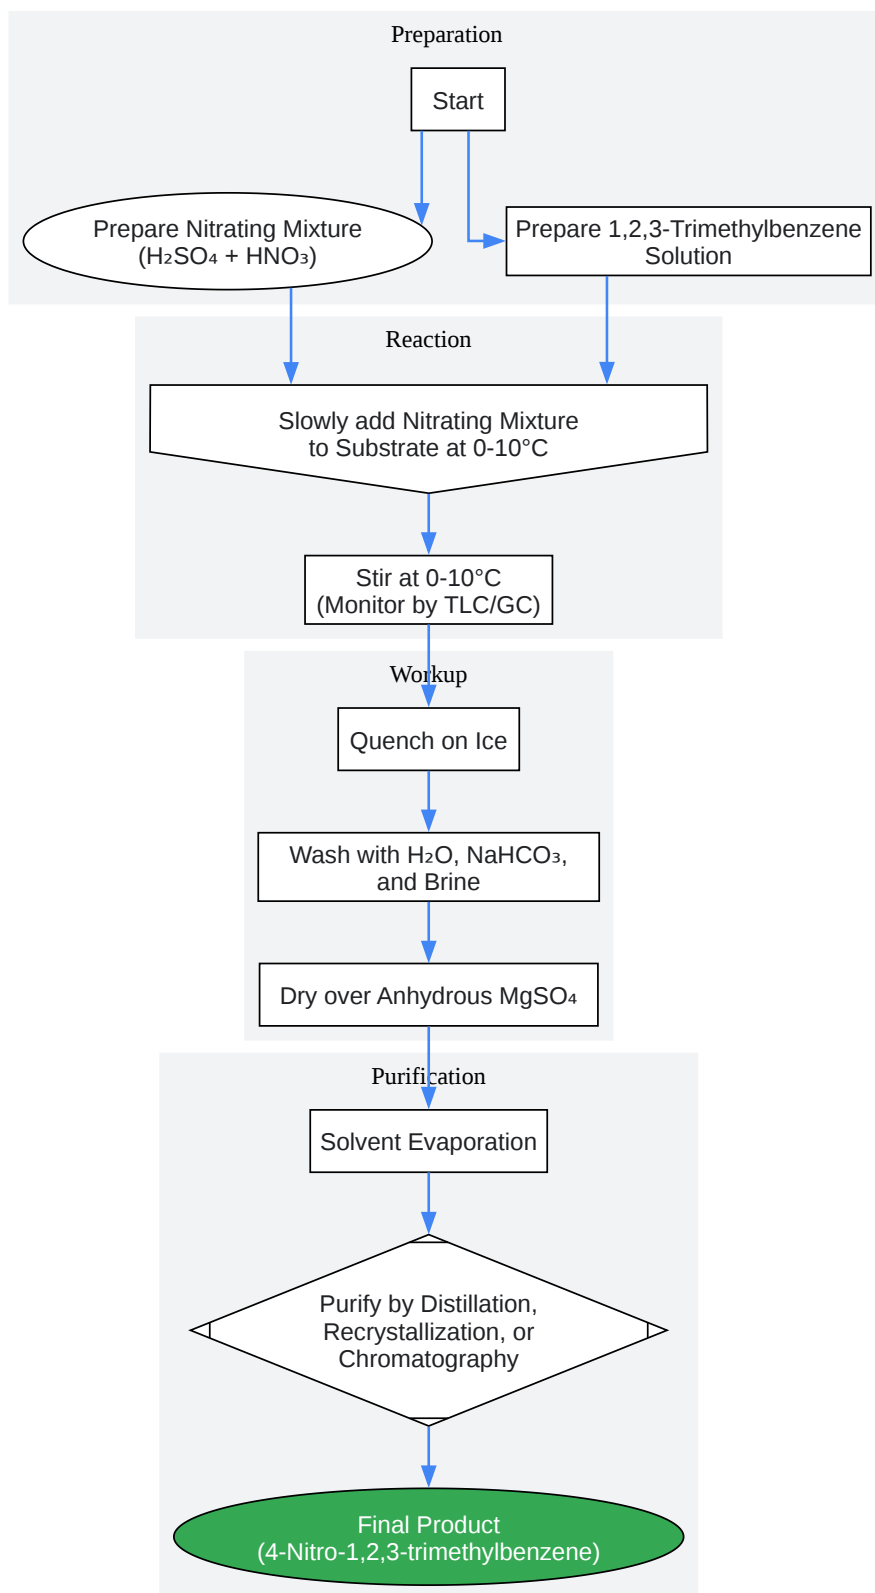 Preparation
Start
Prepare Nitrating Mixture
(H₂SO₄ + HNO₃)
Prepare 1,2,3-Trimethylbenzene
Solution
Reaction
Slowly add Nitrating Mixture
to Substrate at 0-10°C
Stir at 0-10°C
(Monitor by TLC/GC)
Workup
Quench on Ice
Wash with H₂O, NaHCO₃,
and Brine
Dry over Anhydrous MgSO₄
Purification
Solvent Evaporation
Purify by Distillation,
Recrystallization, or
Chromatography
Final Product
(4-Nitro-1,2,3-trimethylbenzene)